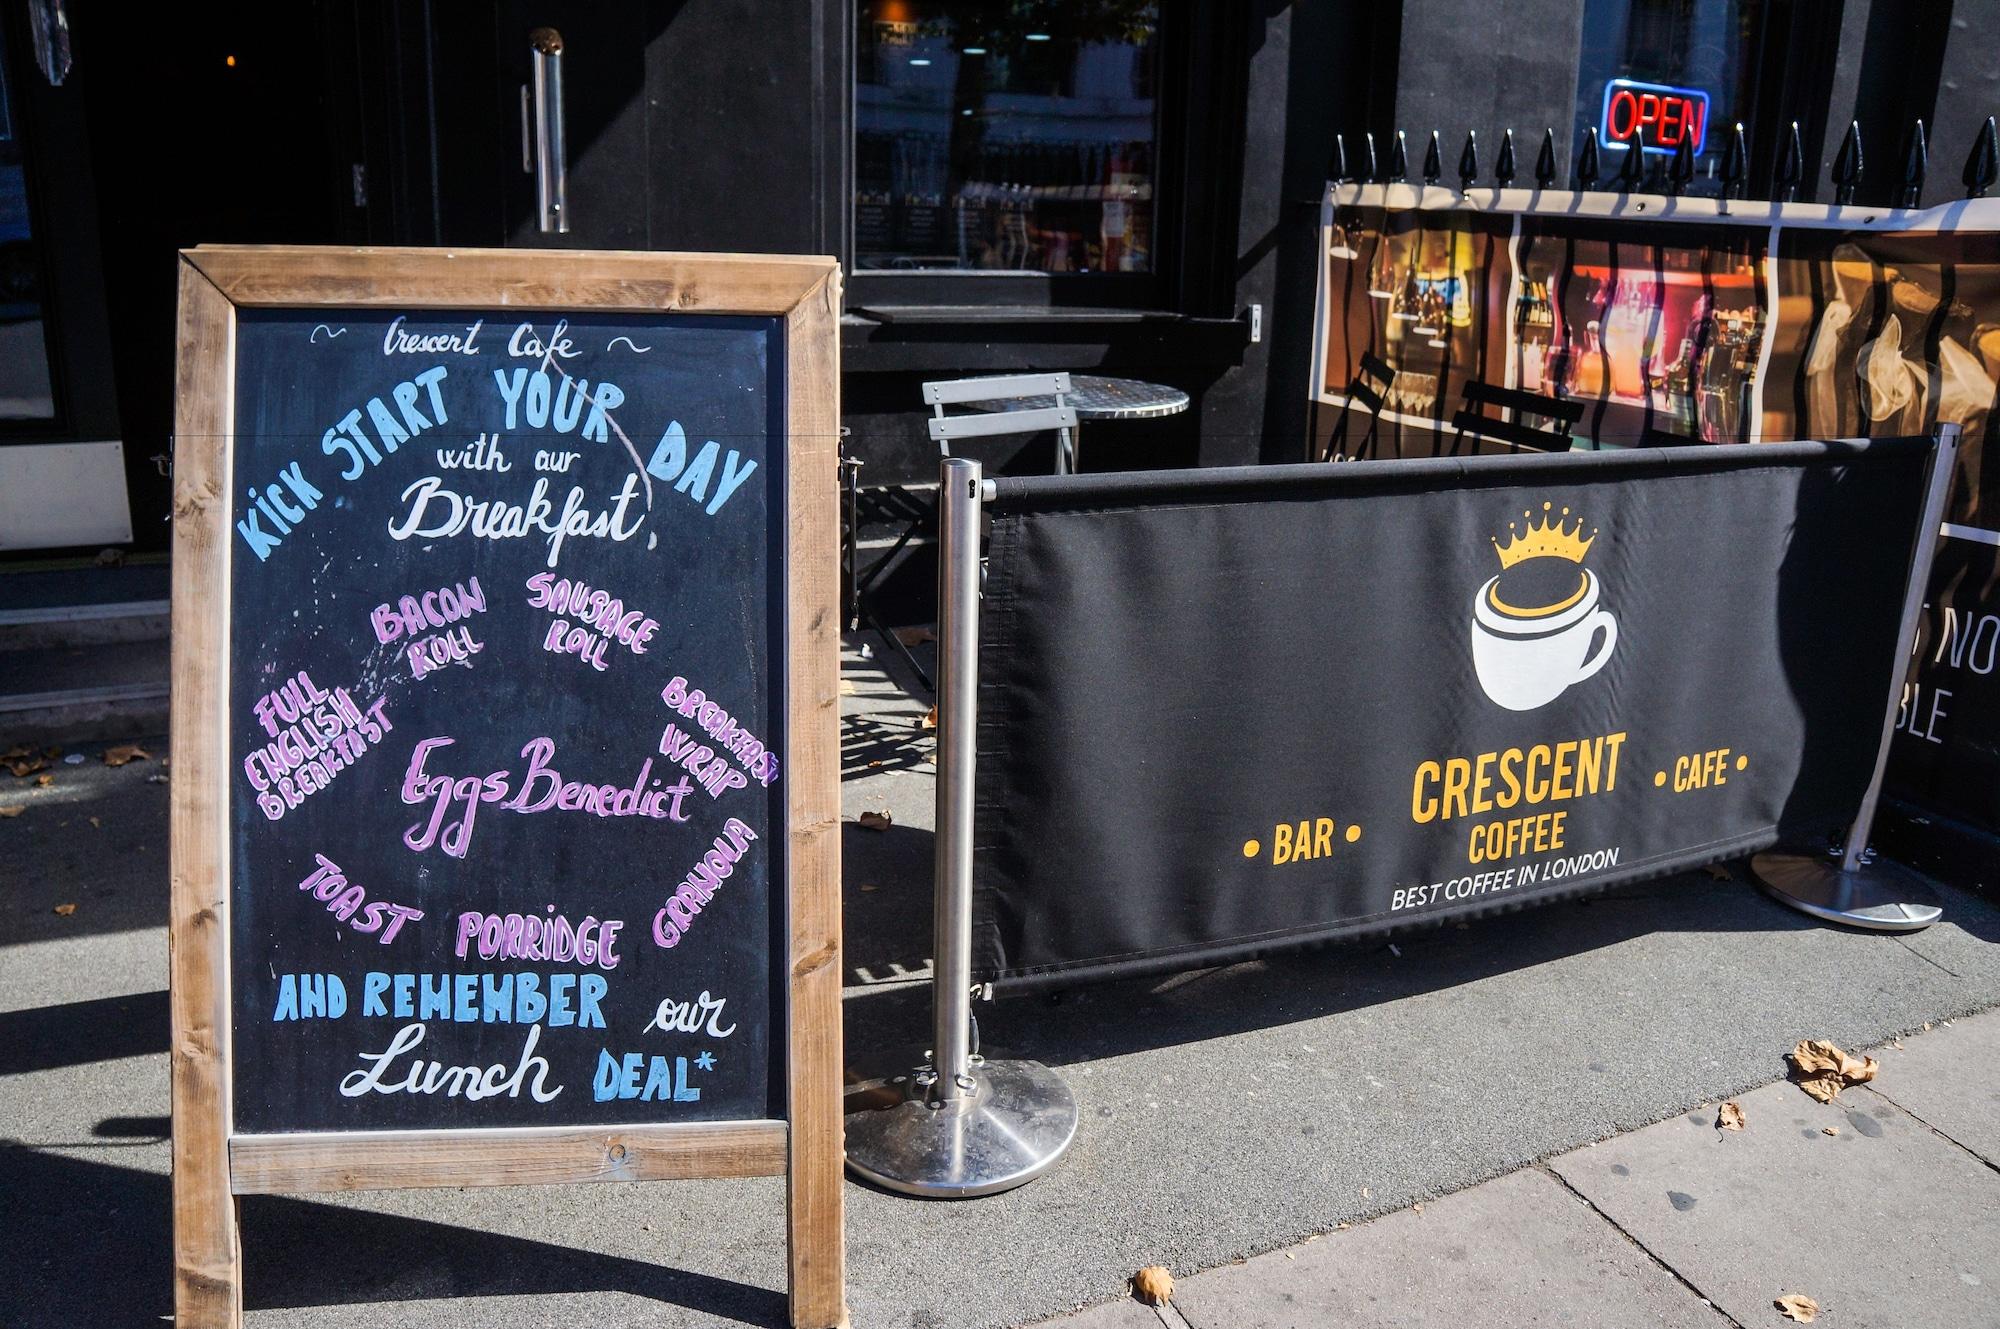 ~ Crescent Cafe ~
KiCK START YOUR DAY
with our
Breakfast
BACON
ROLL
SAUSAGE
ROLL
FULL
ENGLISH
BREAKFAST
Eggs Benedict
BREAKFAST
WRAP
TOAST
PORRiDGE
GRANOLA
AND REMEMBER our
Lunch DEAL*
OPEN
CRESCENT
COFFEE
• BAR •
• CAFE •
BEST COFFEE IN LONDON
NO